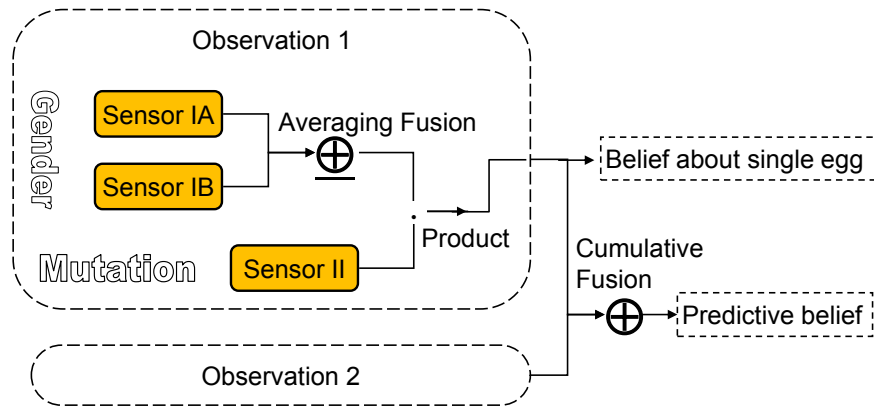 Observation 1
Gender
Sensor IA
Averaging Fusion
Sensor IB
Belief about single egg
Product
Mutation
Sensor II
Cumulative
Fusion
Predictive belief
Observation 2